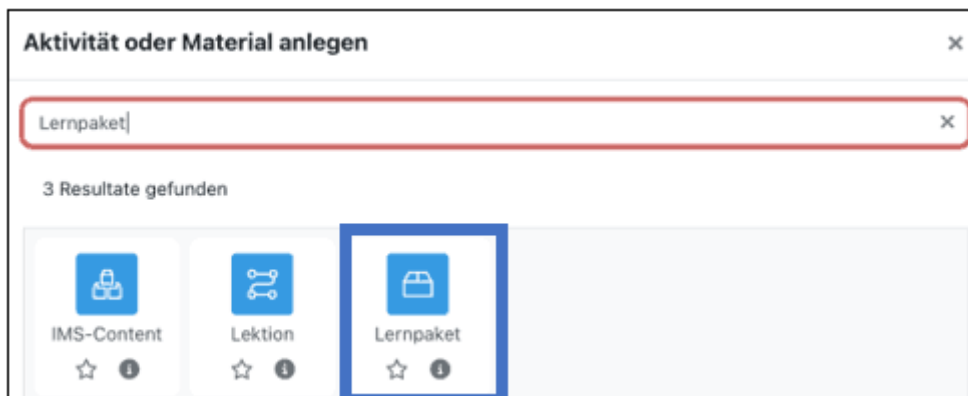 Aktivität oder Material anlegen
Lernpaket
3 Resultate gefunden
IMS-Content Lektion Lernpaket